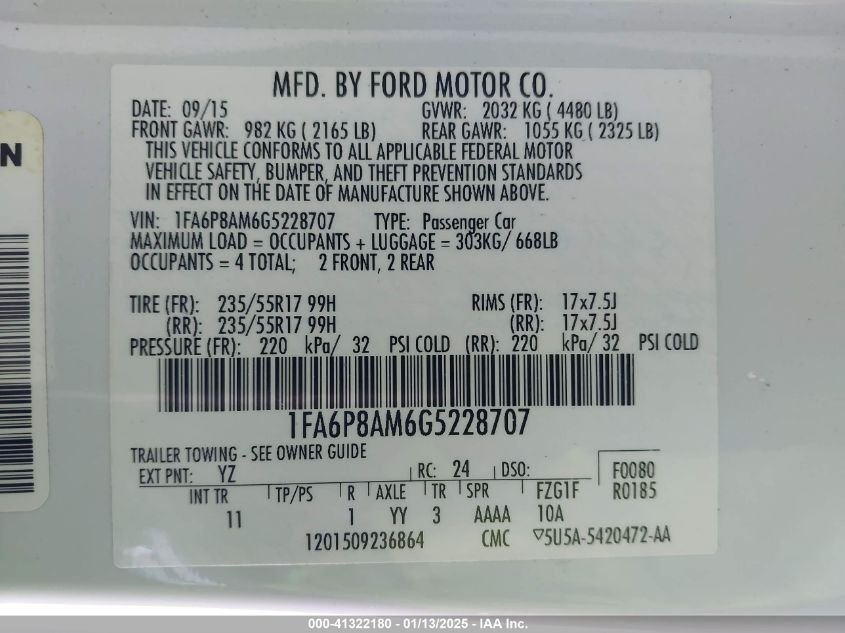 N
MFD. BY FORD MOTOR CO.
DATE: 09/15 GVWR: 2032 KG ( 4480 LB)
FRONT GAWR: 982 KG ( 2165 LB) REAR GAWR: 1055 KG ( 2325 LB)
THIS VEHICLE CONFORMS TO ALL APPLICABLE FEDERAL MOTOR
VEHICLE SAFETY, BUMPER, AND THEFT PREVENTION STANDARDS
IN EFFECT ON THE DATE OF MANUFACTURE SHOWN ABOVE.
VIN: 1FA6P8AM6G5228707 TYPE: Passenger Car
MAXIMUM LOAD = OCCUPANTS + LUGGAGE = 303KG/ 668LB
OCCUPANTS = 4 TOTAL; 2 FRONT, 2 REAR
TIRE (FR): 235/55R17 99H RIMS (FR): 17x7.5J
(RR): 235/55R17 99H (RR): 17x7.5J
PRESSURE (FR): 220 kPa/ 32 PSI COLD (RR): 220 kPa/ 32 PSI COLD
1FA6P8AM6G5228707
TRAILER TOWING - SEE OWNER GUIDE
EXT PNT: YZ RC: 24 DSO: F0080
INT TR TP/PS R AXLE TR SPR FZG1F R0185
11 1 YY 3 AAAA 10A
1201509236864 CMC ▽5U5A-5420472-AA
000-41322180 - 01/13/2025 - IAA Inc.